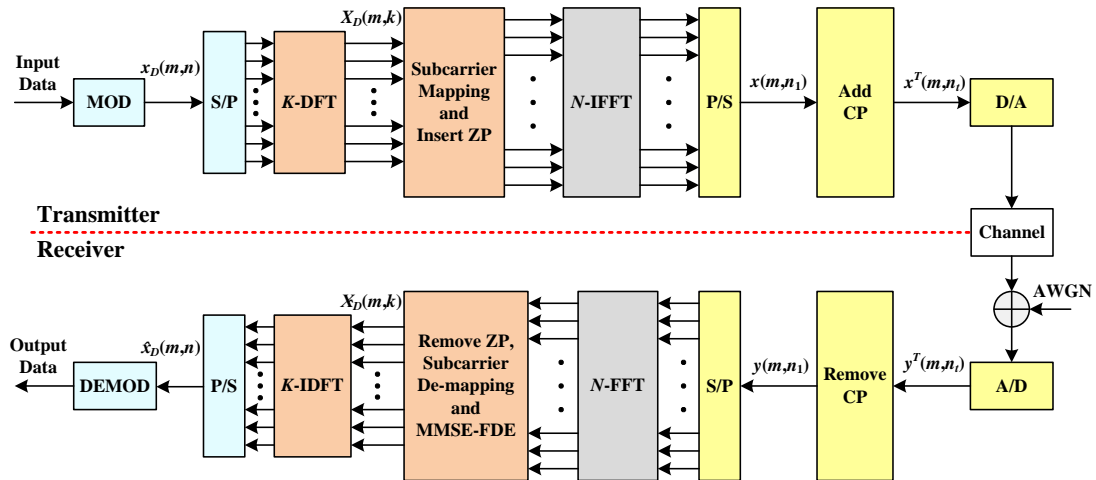 Input
Data
MOD
x_D(m,n)
S/P
K-DFT
X_D(m,k)
Subcarrier
Mapping
and
Insert ZP
N-IFFT
P/S
x(m,n_1)
Add
CP
x^T(m,n_t)
D/A
Transmitter
Receiver
Channel
AWGN
Output
Data
DEMOD
x̂_D(m,n)
P/S
K-IDFT
X̂_D(m,k)
Remove ZP,
Subcarrier
De-mapping
and
MMSE-FDE
N-FFT
S/P
y(m,n_1)
Remove
CP
y^T(m,n_t)
A/D